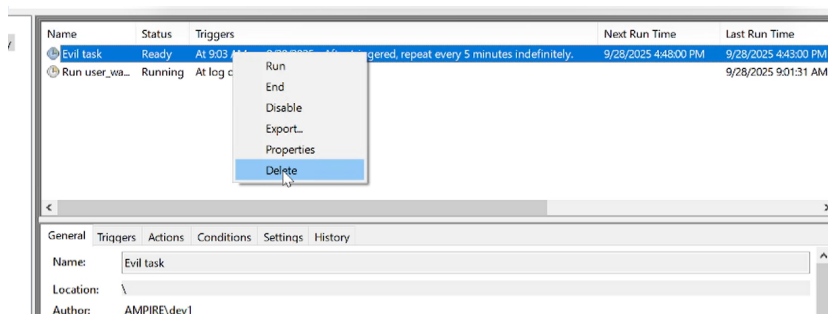 Name Status Triggers Next Run Time Last Run Time
Evil task Ready At 9:03 gered, repeat every 5 minutes indefinitely. 9/28/2025 4:48:00 PM 9/28/2025 4:43:00 PM
Run user_wa... Running At log 9/28/2025 9:01:31 AM
Run
End
Disable
Export...
Properties
Delete
General Triggers Actions Conditions Settings History
Name: Evil task
Location: \
Author: AMPIRE\dev1